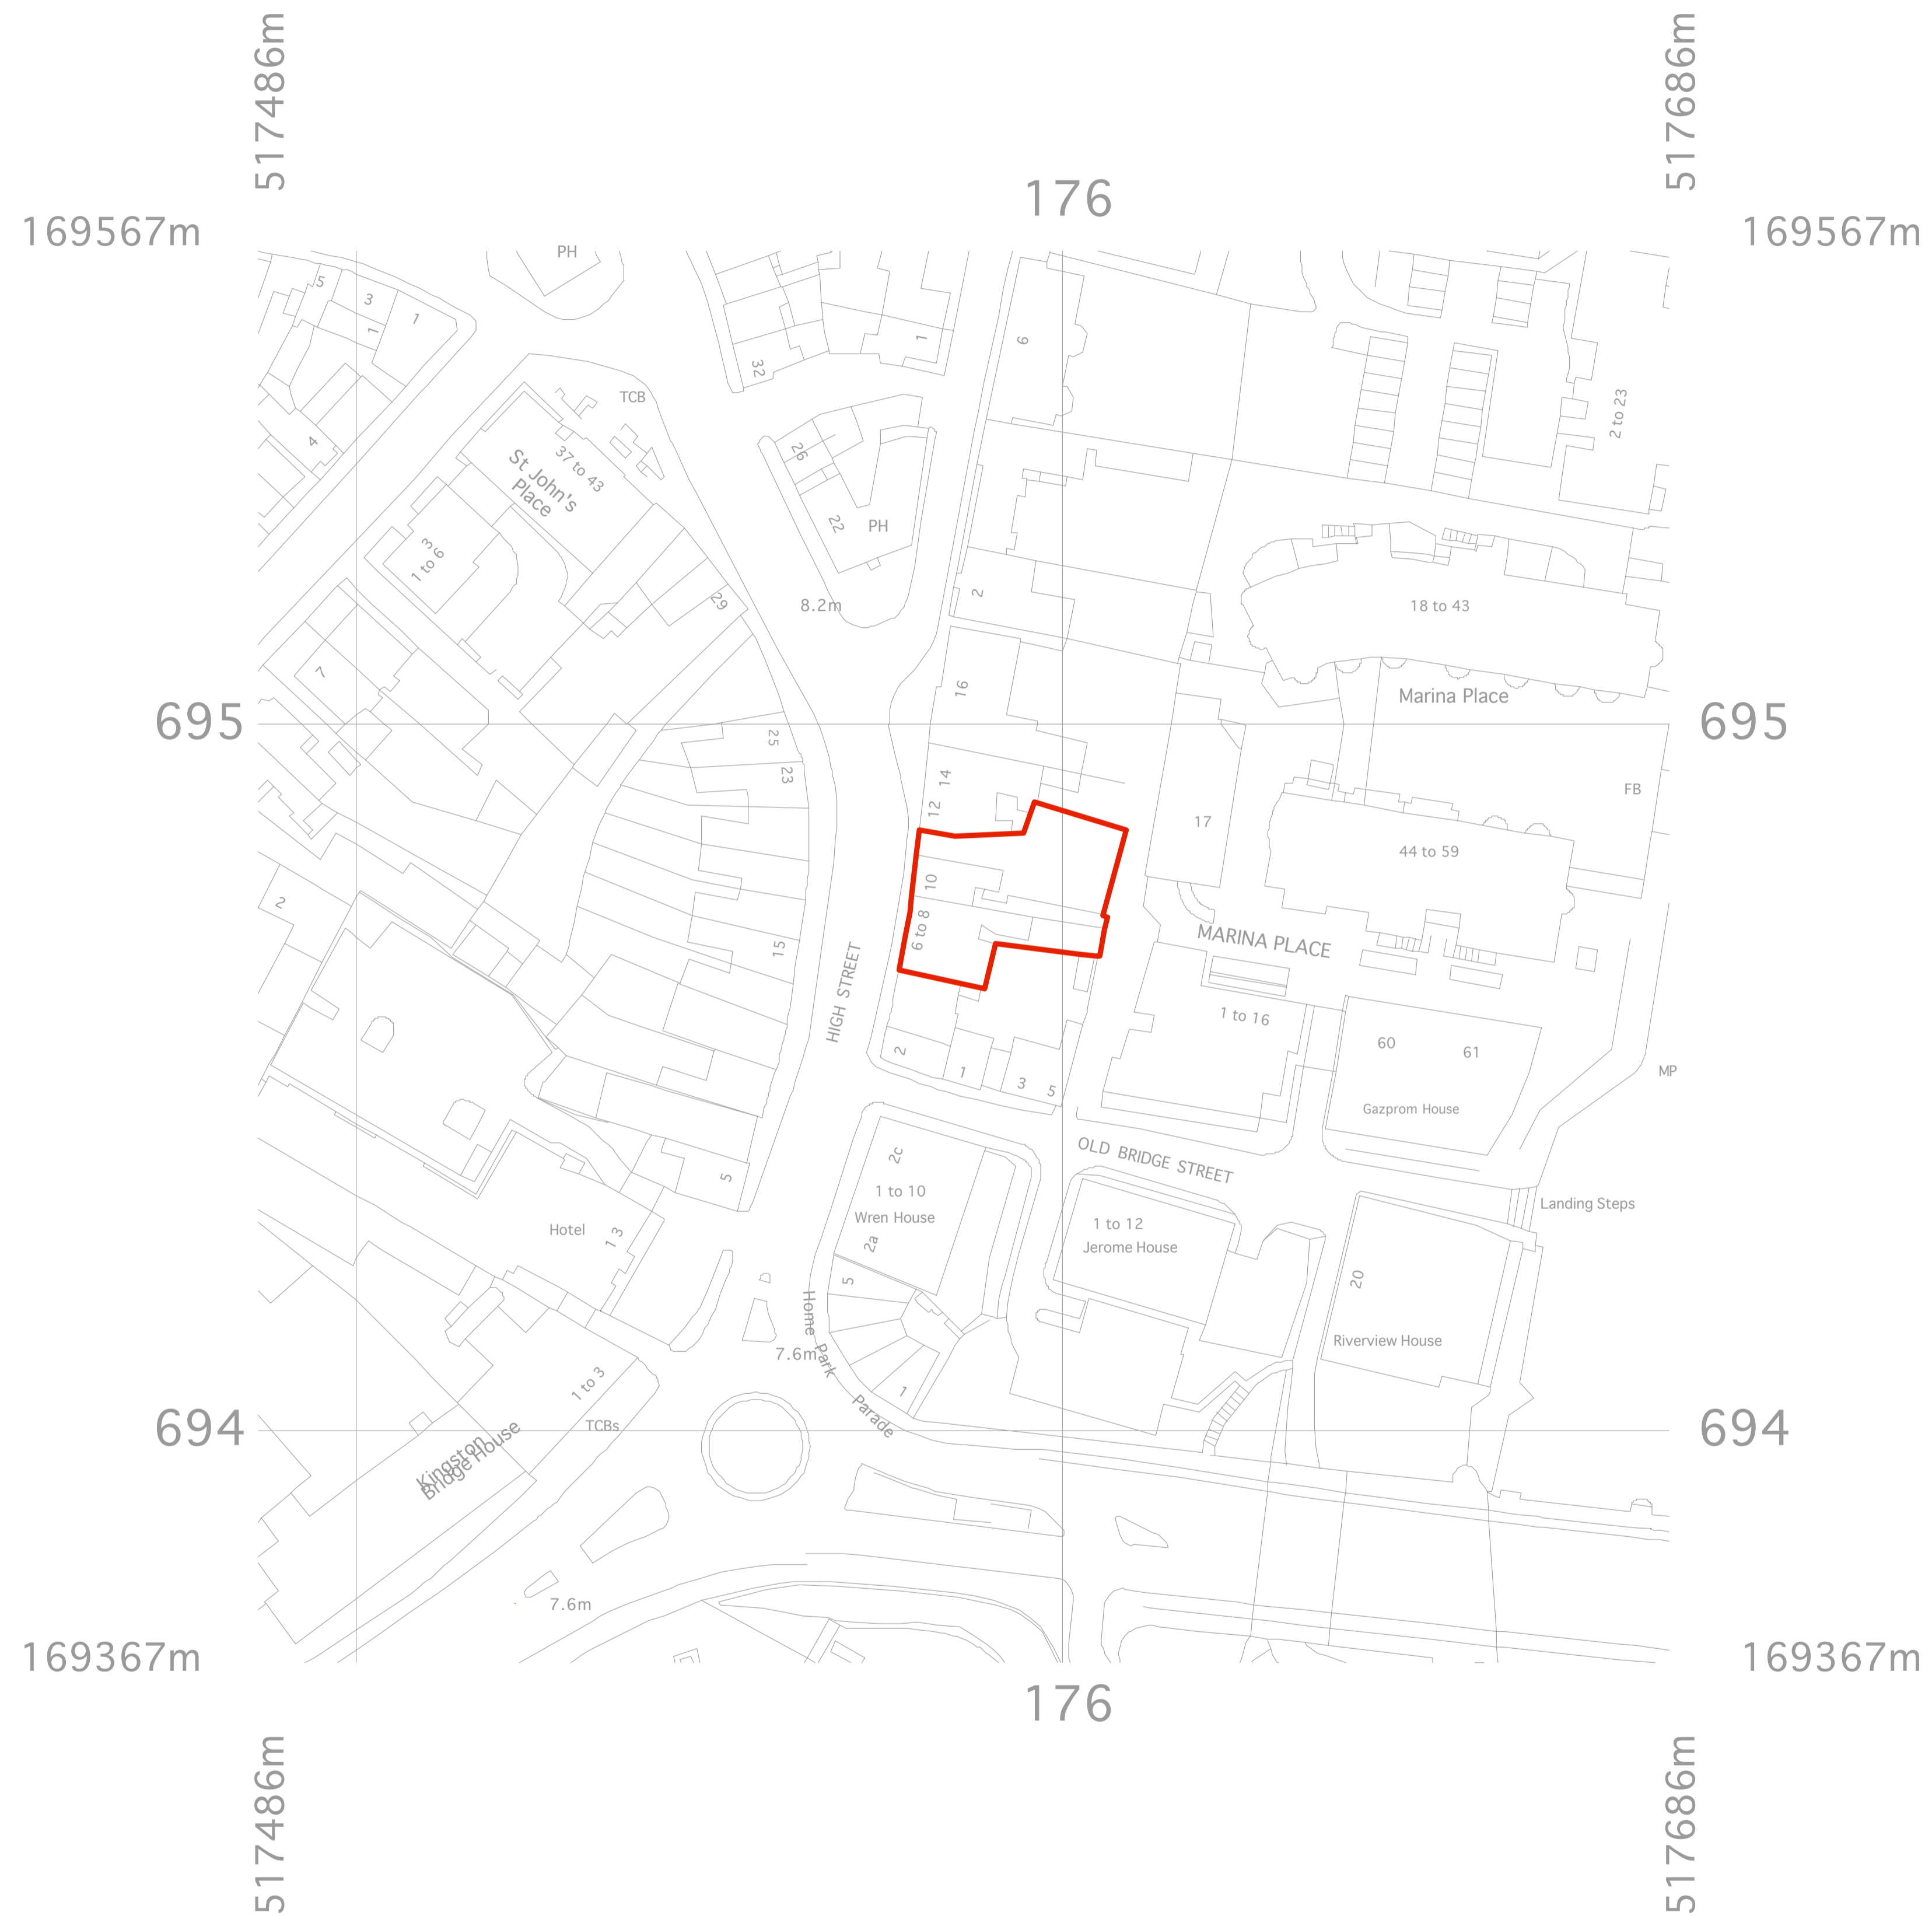 517486m
517686m
176
169567m
169567m
PH
5
3
1
1
1
6
32
TCB
4
37 to 43
St John's
Place
26
22
PH
2 to 23
3
1 to 6
2
29
8.2m
18 to 43
7
16
Marina Place
695
695
25
23
14
12
FB
17
44 to 59
10
2
6 to 8
15
MARINA PLACE
HIGH STREET
1 to 16
2
1
3
5
60
61
MP
Gazprom House
OLD BRIDGE STREET
2c
5
1 to 10
Wren House
2a
Landing Steps
1 to 12
Jerome House
Hotel
1 3
5
20
Home Park Parade
Riverview House
7.6m
1 to 3
1
TCBs
694
694
Kingston
Bridge House
7.6m
169367m
169367m
176
517486m
517686m